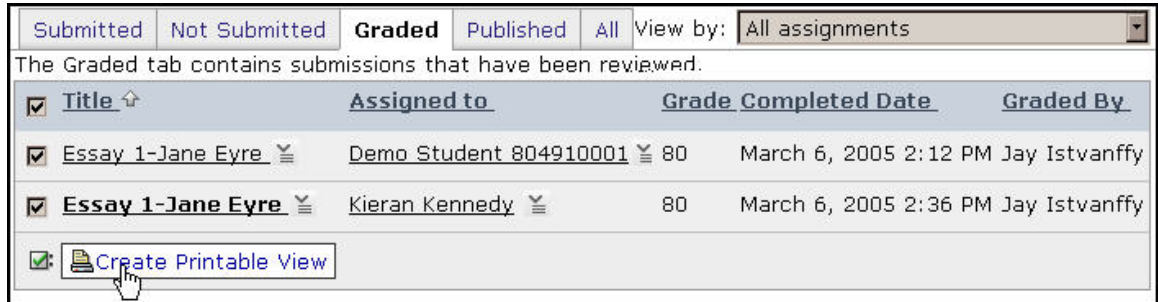 Submitted Not Submitted Graded Published All View by: All assignments
The Graded tab contains submissions that have been reviewed.
Title Assigned to Grade Completed Date Graded By
Essay 1-Jane Eyre Demo Student 804910001 80 March 6, 2005 2:12 PM Jay Istvanffy
Essay 1-Jane Eyre Kieran Kennedy 80 March 6, 2005 2:36 PM Jay Istvanffy
Create Printable View